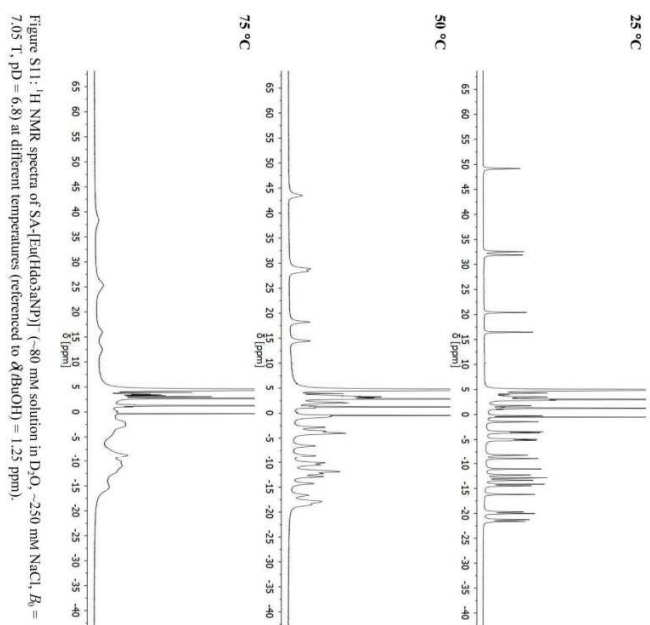 25 °C
65 60 55 50 45 40 35 30 25 20 15 10 5 0 -5 -10 -15 -20 -25 -30 -35 -40
δ [ppm]
50 °C
65 60 55 50 45 40 35 30 25 20 15 10 5 0 -5 -10 -15 -20 -25 -30 -35 -40
δ [ppm]
75 °C
65 60 55 50 45 40 35 30 25 20 15 10 5 0 -5 -10 -15 -20 -25 -30 -35 -40
δ [ppm]
Figure S11: ¹H NMR spectra of SA-[Eu(Hdo3aNP)]⁻ (~80 mM solution in D₂O, ~250 mM NaCl, B₀ =
7.05 T, pD = 6.8) at different temperatures (referenced to δ(tBuOH) = 1.25 ppm).